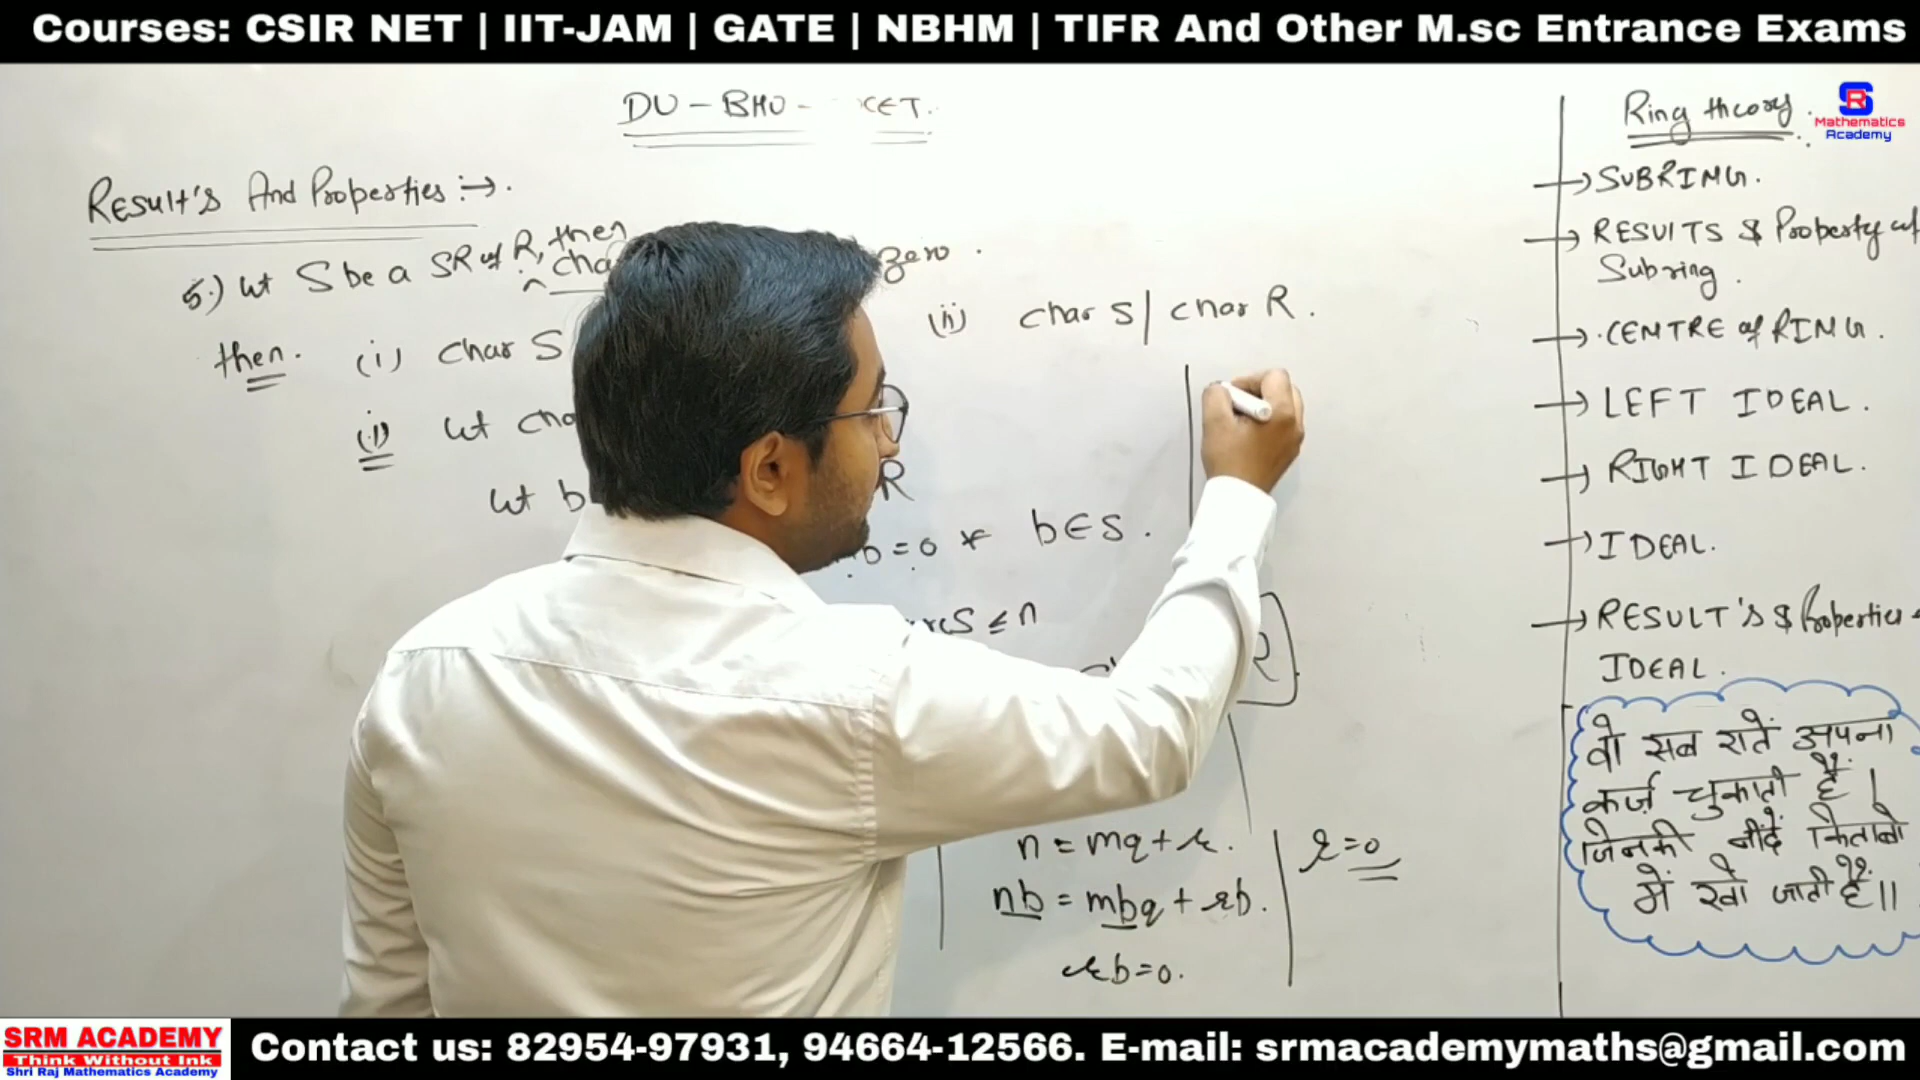 Courses: CSIR NET | IIT-JAM | GATE | NBHM | TIFR And Other M.sc Entrance Exams
DU - BHU - CET.
RESULT'S And Properties :→.
5.) let S be a SR of R, then
zero.
then. (i) Char S
(ii) Char S | Char R.
(i) let
let b
R
b = 0 ∀ b ∈ S.
S ≤ n
R
n = mq + r.
nb = mbq + rb.
rb = 0.
r = 0
Ring theory.
SR
Mathematics
Academy
→ SUBRING.
→ RESULTS & Property of
Subring.
→ CENTRE of RING.
→ LEFT IDEAL.
→ RIGHT IDEAL.
→ IDEAL.
→ RESULT'S & Properties
IDEAL.
वो सब रातें अपना
कर्ज चुकाती हैं।
जिनकी नींदें किताबो
में खो जाती हैं॥
SRM ACADEMY
Think Without Ink
Shri Raj Mathematics Academy
Contact us: 82954-97931, 94664-12566. E-mail: srmacademymaths@gmail.com